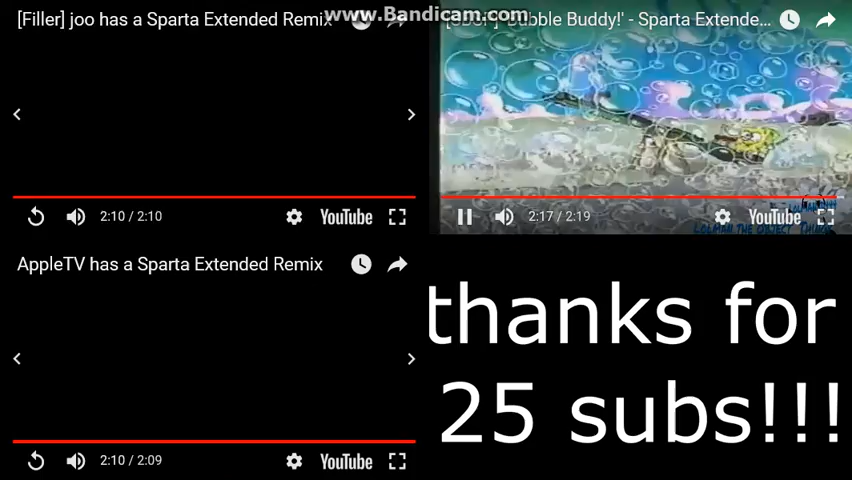 [Filler] joo has a Sparta Extended Remix
www.Bandicam.com
Bubble Buddy!' - Sparta Extende...
2:10 / 2:10
YouTube
2:17 / 2:19
YouTube
AppleTV has a Sparta Extended Remix
thanks for
25 subs!!!
2:10 / 2:09
YouTube